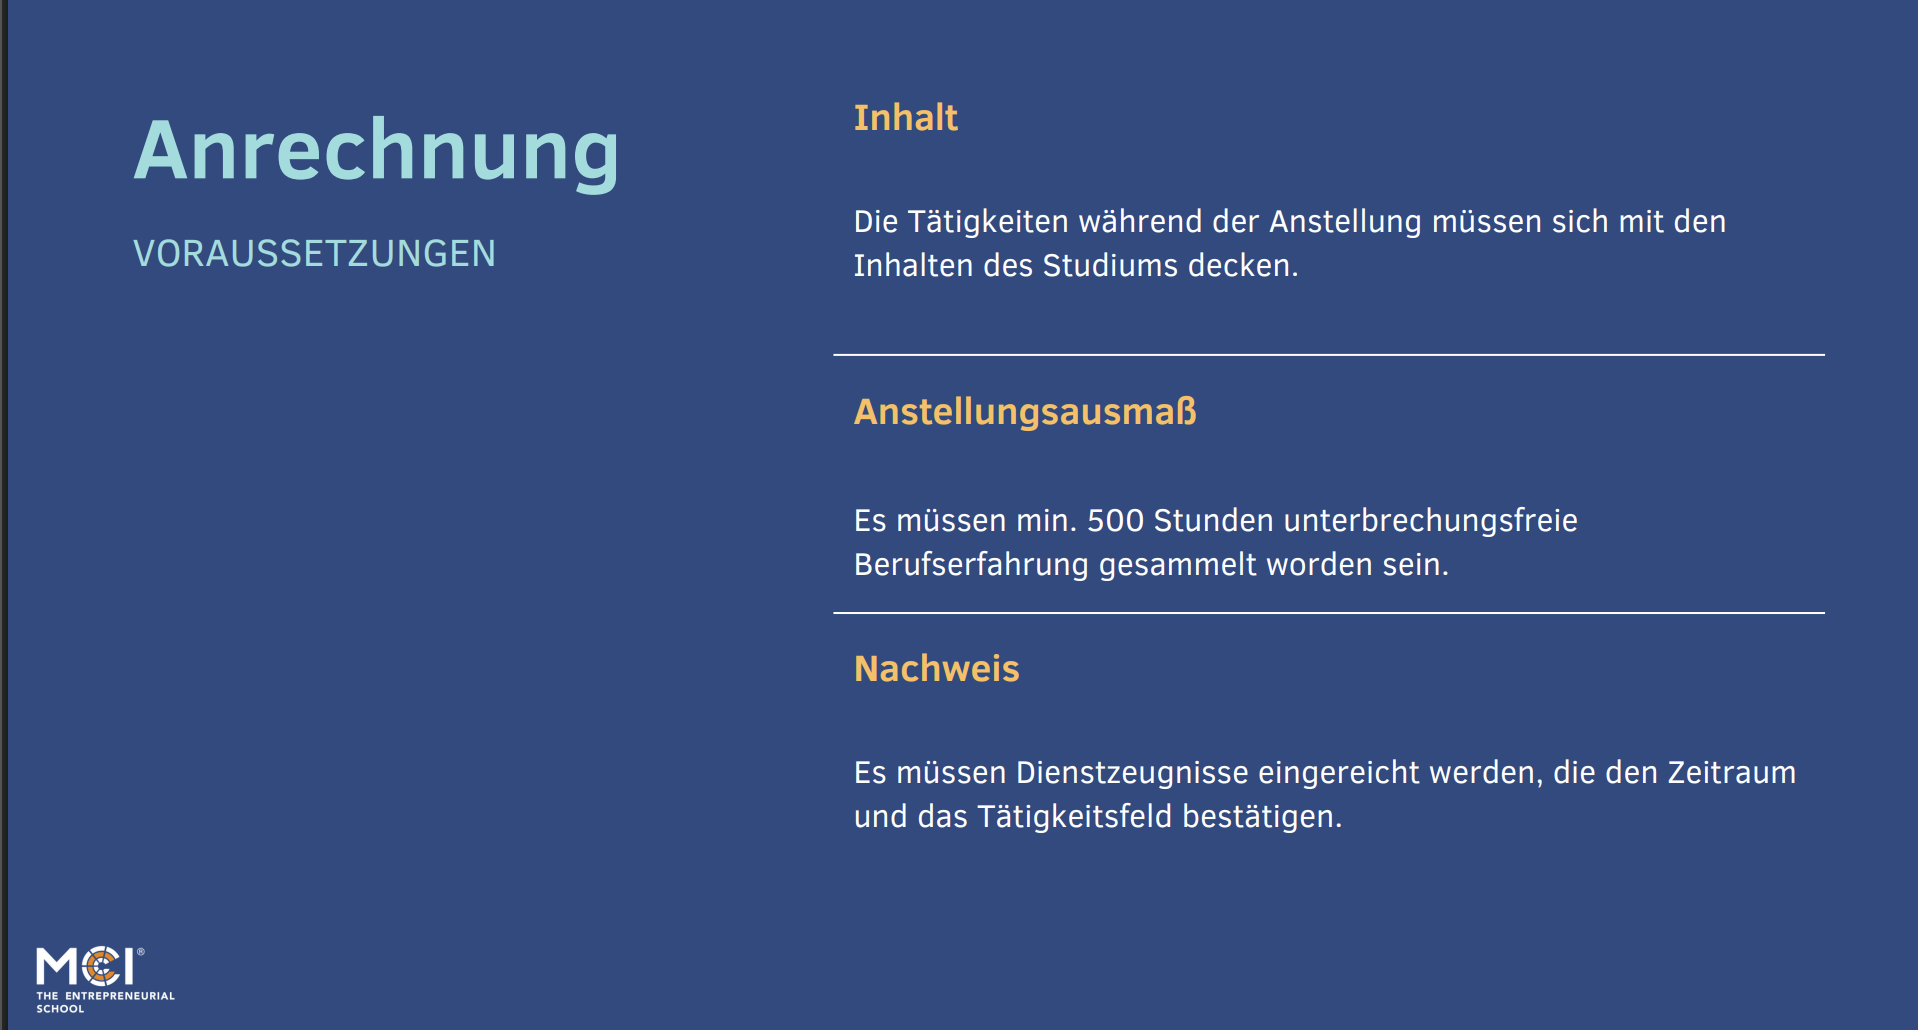 Anrechnung
VORAUSSETZUNGEN
Inhalt
Die Tätigkeiten während der Anstellung müssen sich mit den
Inhalten des Studiums decken.
Anstellungsausmaß
Es müssen min. 500 Stunden unterbrechungsfreie
Berufserfahrung gesammelt worden sein.
Nachweis
Es müssen Dienstzeugnisse eingereicht werden, die den Zeitraum
und das Tätigkeitsfeld bestätigen.
MCI®
THE ENTREPRENEURIAL
SCHOOL